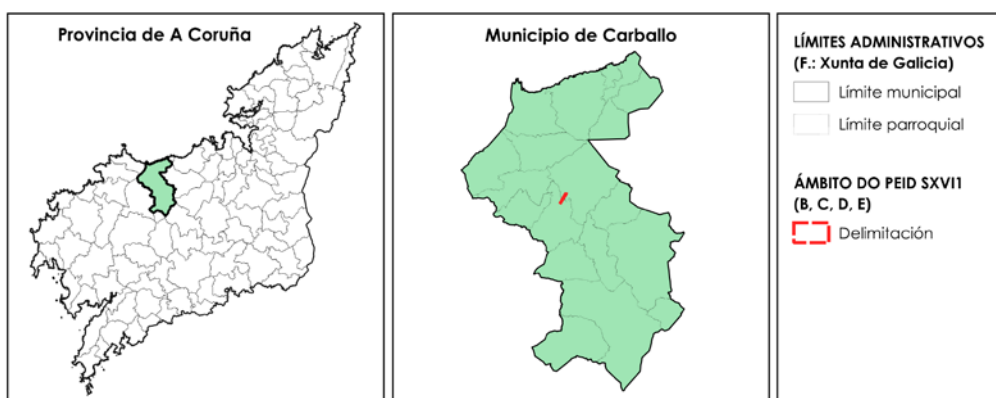 Provincia de A Coruña
Municipio de Carballo
LÍMITES ADMINISTRATIVOS
(F.: Xunta de Galicia)
Límite municipal
Límite parroquial
ÁMBITO DO PEID SXVI1
(B, C, D, E)
Delimitación